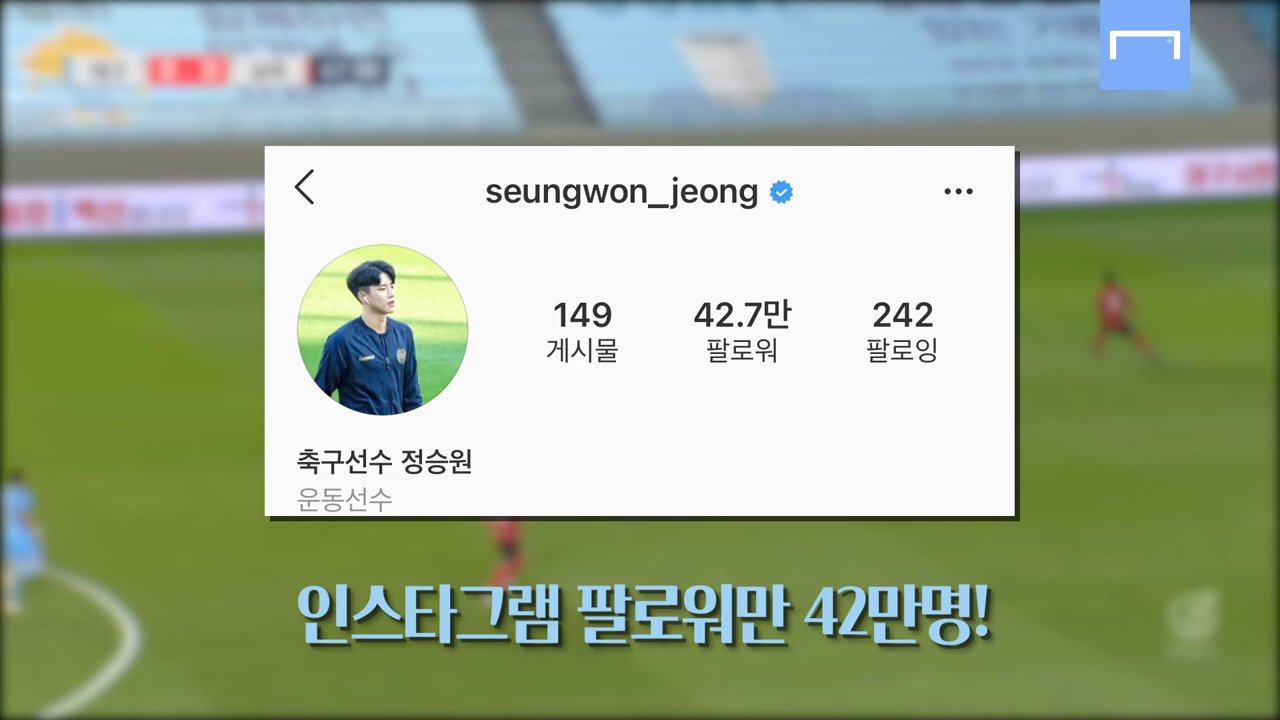 seungwon_jeong
149
42.7만
242
게시물
팔로워
팔로잉
축구선수 정승원
운동선수
인스타그램 팔로워만 42만명!